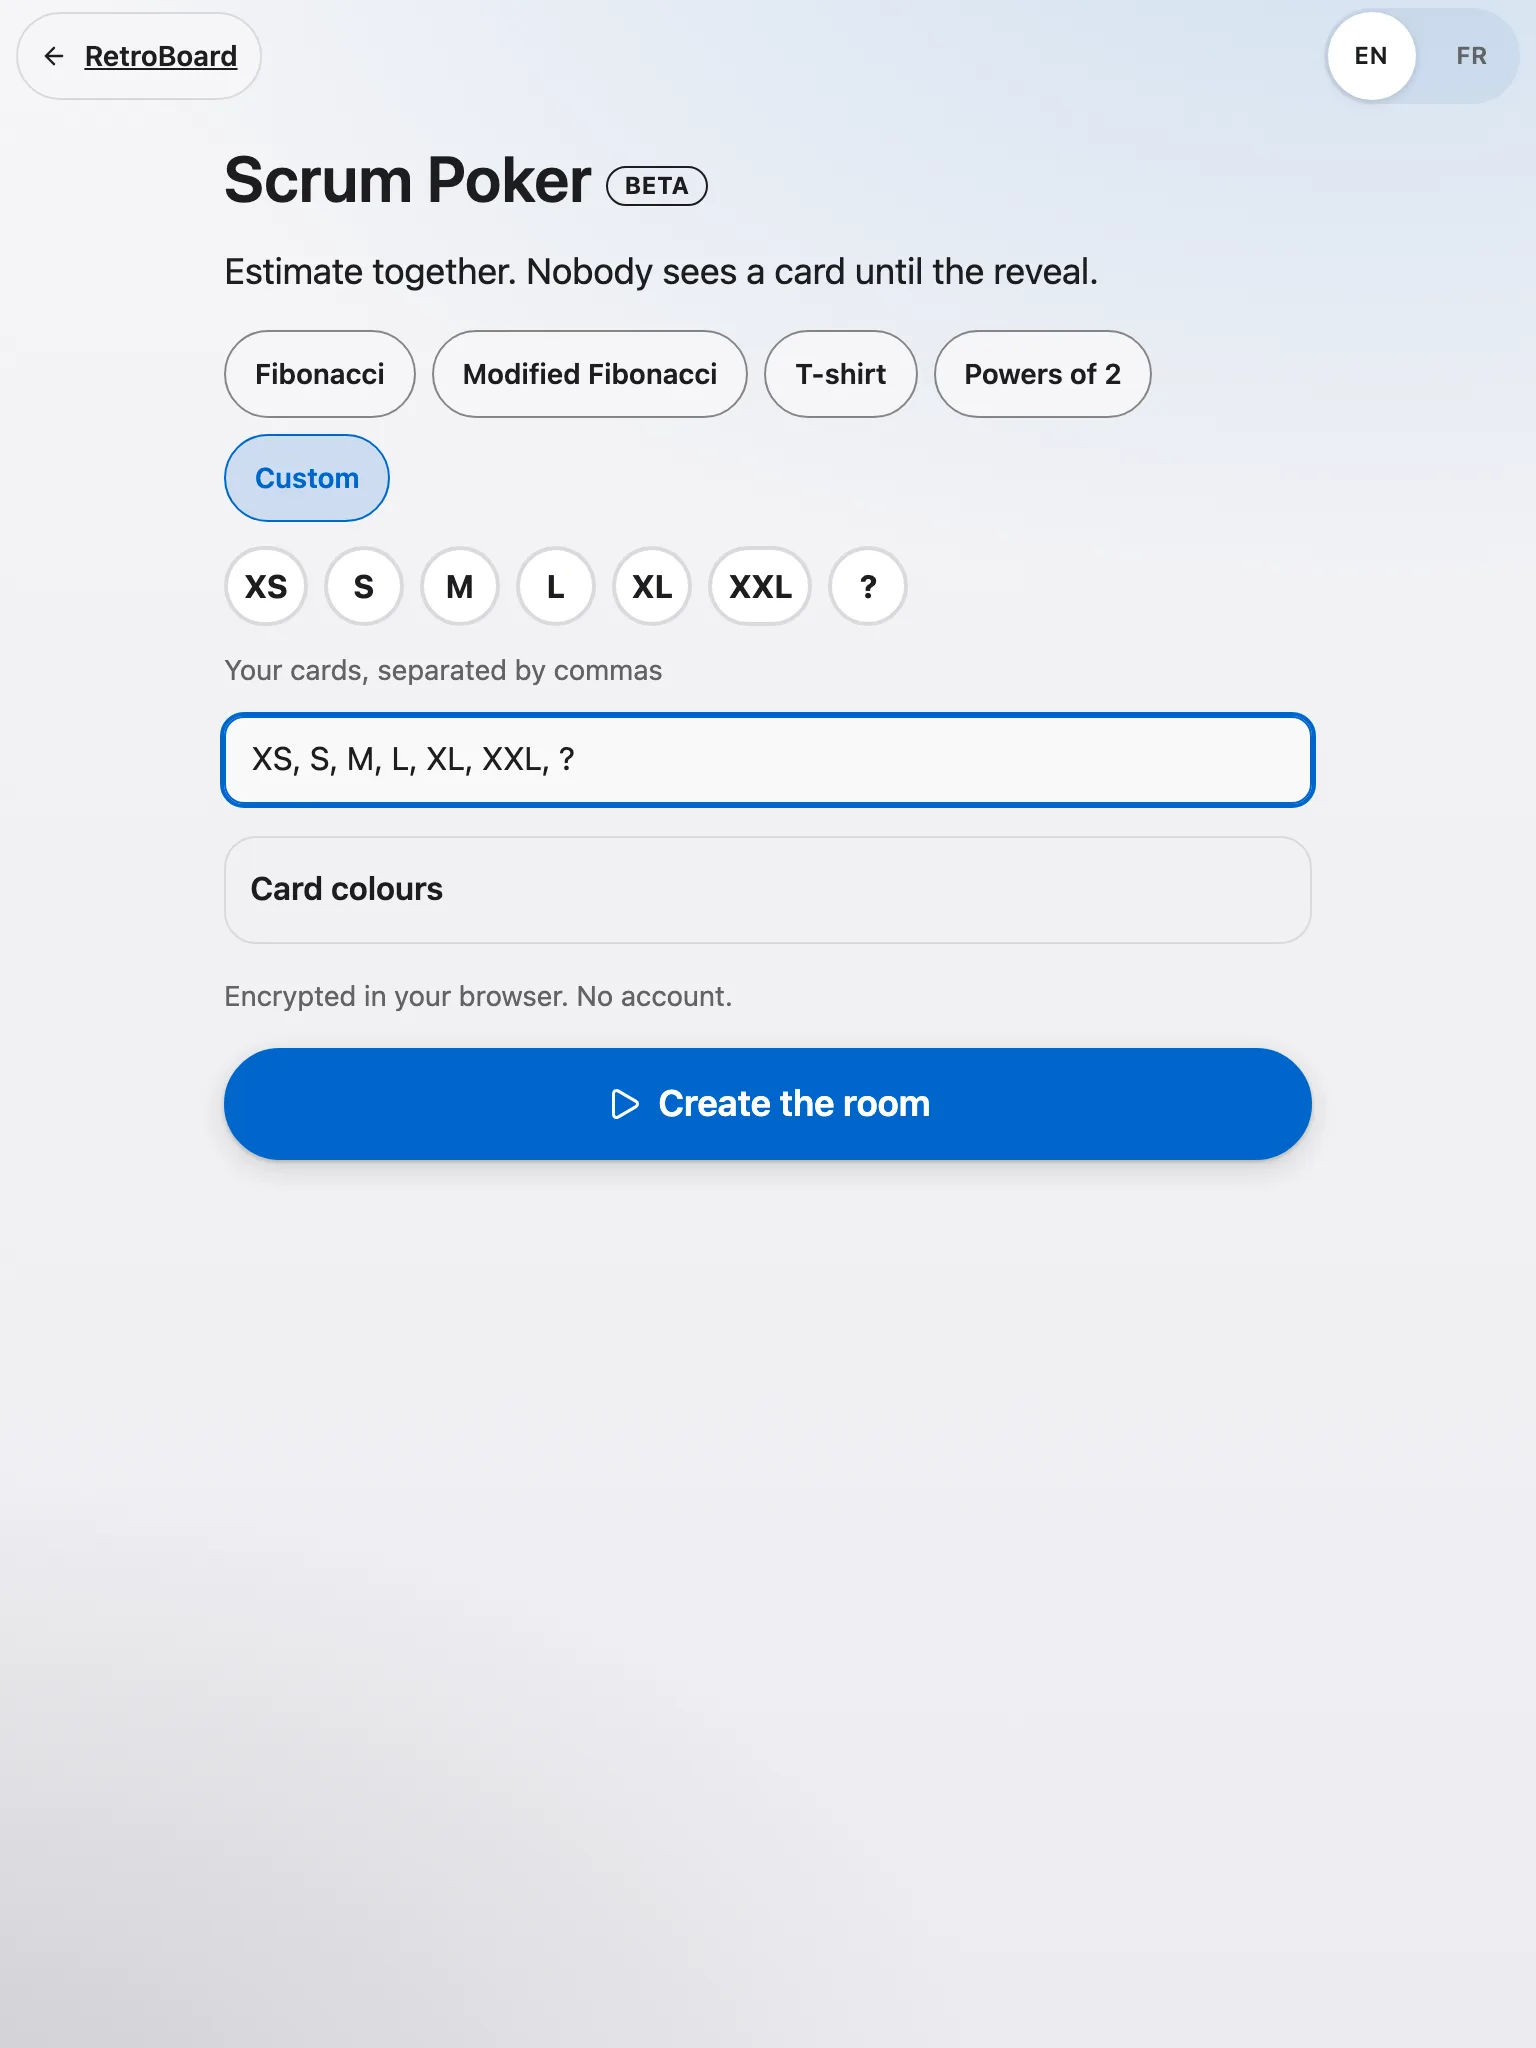 RetroBoard
EN FR
Scrum Poker BETA
Estimate together. Nobody sees a card until the reveal.
Fibonacci Modified Fibonacci T-shirt Powers of 2
Custom
XS S M L XL XXL ?
Your cards, separated by commas
XS, S, M, L, XL, XXL, ?
Card colours
Encrypted in your browser. No account.
Create the room